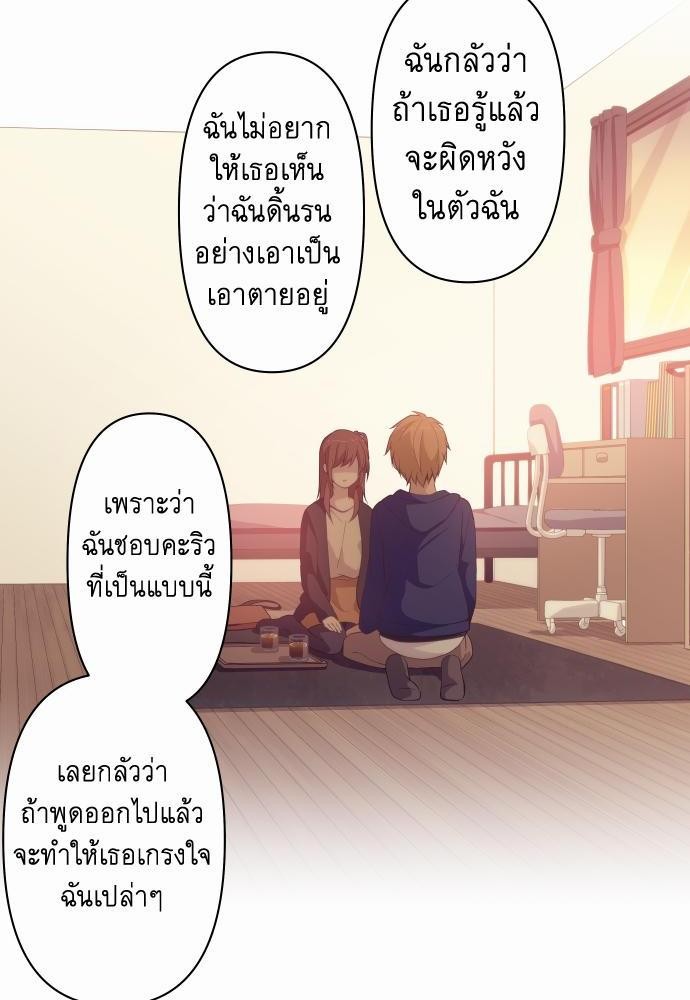 ฉันกลัวว่า
ถ้าเธอรู้แล้ว
จะผิดหวัง
ในตัวฉัน
ฉันไม่อยาก
ให้เธอเห็น
ว่าฉันดิ้นรน
อย่างเอาเป็น
เอาตายอยู่
เพราะว่า
ฉันชอบคะริว
ที่เป็นแบบนี้
เลยกลัวว่า
ถ้าพูดออกไปแล้ว
จะทำให้เธอเกรงใจ
ฉันเปล่าๆ